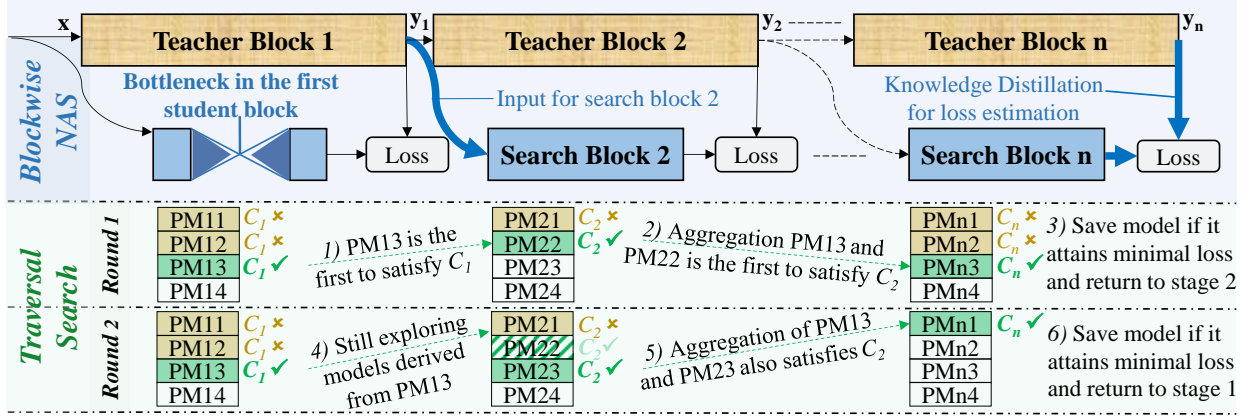 x
y1
y2
yn
Teacher Block 1
Teacher Block 2
Teacher Block n
Blockwise
NAS
Bottleneck in the first
student block
Input for search block 2
Knowledge Distillation
for loss estimation
Loss
Search Block 2
Loss
Search Block n
Loss
Traversal
Search
Round 1
PM11 C1 ✘
PM12 C1 ✘
PM13 C1 ✓
PM14
1) PM13 is the
first to satisfy C1
PM21 C2 ✘
PM22 C2 ✓
PM23
PM24
2) Aggregation PM13 and
PM22 is the first to satisfy C2
PMn1 Cn ✘
PMn2 Cn ✘
PMn3 Cn ✓
PMn4
3) Save model if it
attains minimal loss
and return to stage 2
Round 2
PM11 C1 ✘
PM12 C1 ✘
PM13 C1 ✓
PM14
4) Still exploring
models derived
from PM13
PM21 C2 ✘
PM22 C2 ✓
PM23 C2 ✓
PM24
5) Aggregation of PM13
and PM23 also satisfies C2
PMn1 Cn ✓
PMn2
PMn3
PMn4
6) Save model if it
attains minimal loss
and return to stage 1